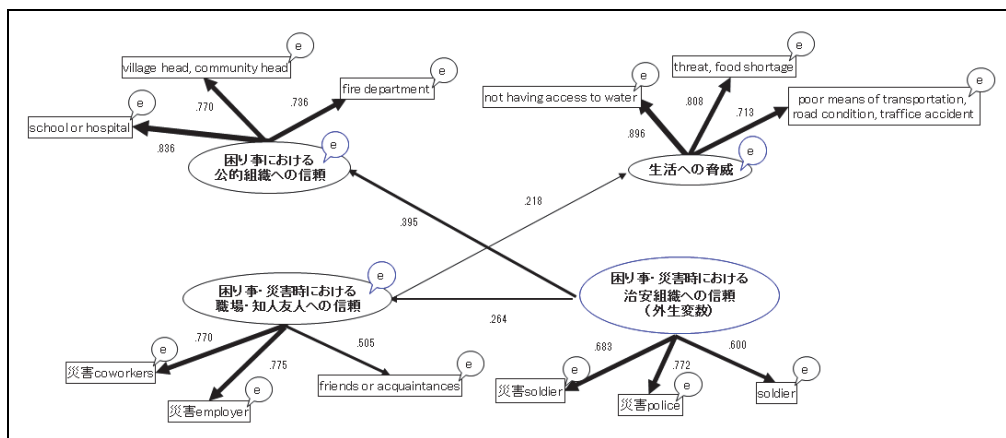 e
village head, community head
.770
e
fire department
.736
e
school or hospital
.836
e
困り事における
公的組織への信頼
e
threat, food shortage
.808
e
not having access to water
.896
e
poor means of transportation,
road condition, traffice accident
.713
e
生活への脅威
.218
.395
e
困り事・災害時における
職場・知人友人への信頼
.264
困り事・災害時における
治安組織への信頼
(外生変数)
.770
e
災害coworkers
.775
e
災害employer
.505
e
friends or acquaintances
.683
e
災害soldier
.772
e
災害police
.600
e
soldier